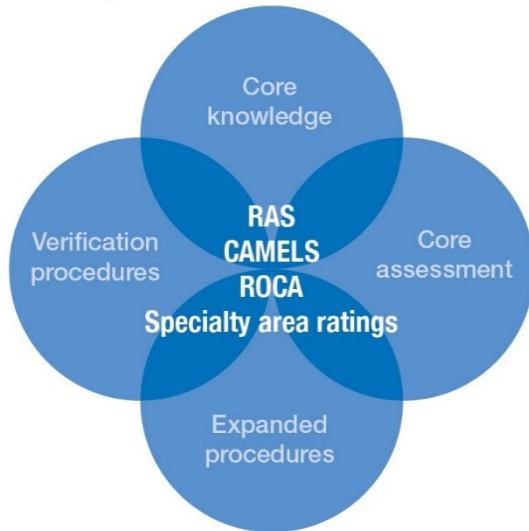 Core
knowledge
Verification
procedures
RAS
CAMELS
ROCA
Specialty area ratings
Core
assessment
Expanded
procedures